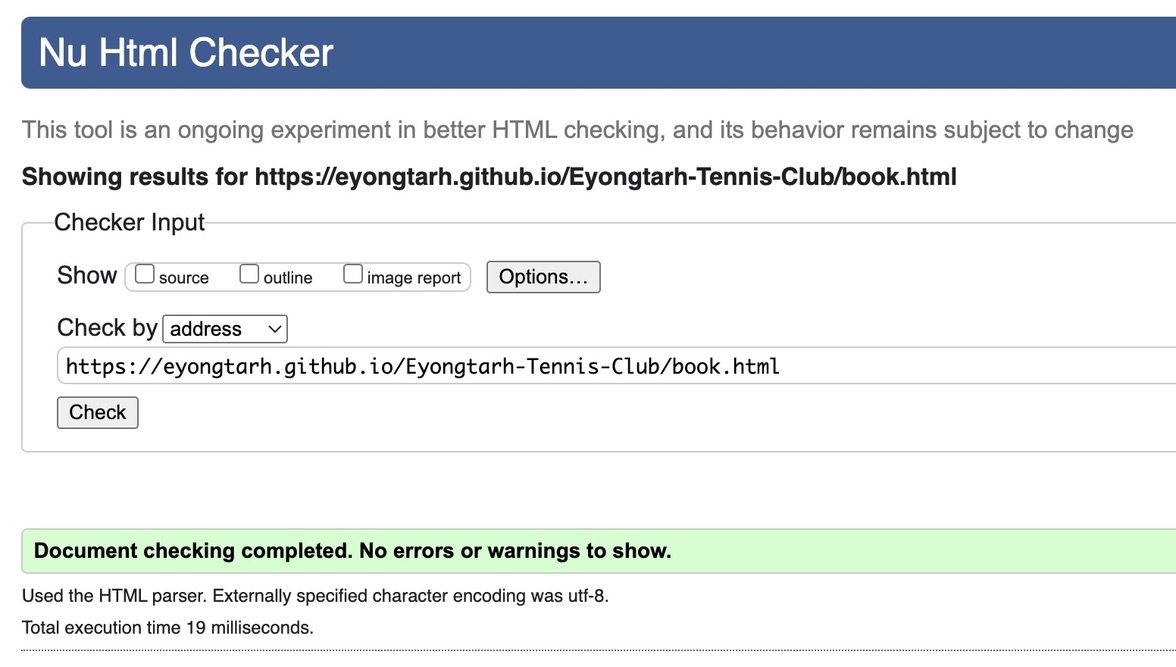 Nu Html Checker
This tool is an ongoing experiment in better HTML checking, and its behavior remains subject to change
Showing results for https://eyongtarh.github.io/Eyongtarh-Tennis-Club/book.html
Checker Input
Show source outline image report Options...
Check by address
https://eyongtarh.github.io/Eyongtarh-Tennis-Club/book.html
Check
Document checking completed. No errors or warnings to show.
Used the HTML parser. Externally specified character encoding was utf-8.
Total execution time 19 milliseconds.